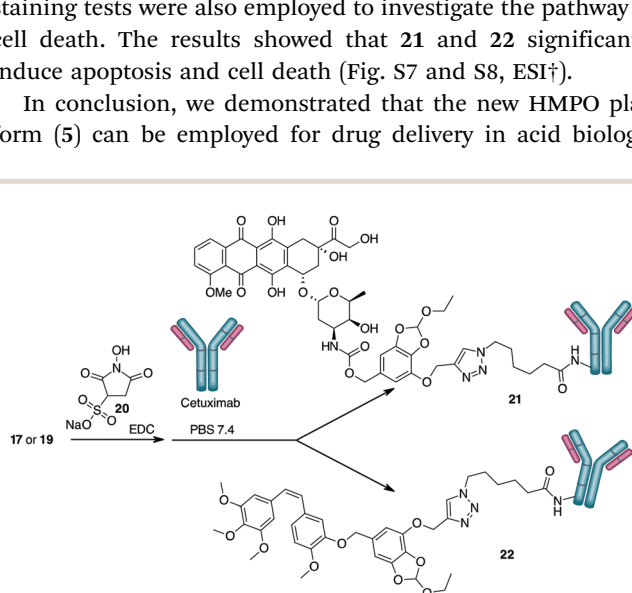 staining tests were also employed to investigate the pathway
cell death. The results showed that 21 and 22 significan
nduce apoptosis and cell death (Fig. S7 and S8, ESI†).
In conclusion, we demonstrated that the new HMPO pla
form (5) can be employed for drug delivery in acid biolog
O OH O
OH
OH
OMe O OH O
O
OH
HN O
O
O
O
O
O
N
N=N
H
N
O
21
OH
N
O O
O
S
O
O
NaO
20
Cetuximab
17 or 19 EDC PBS 7.4
O
O
O
O
O
O
O
O
O
N
N
N
O
N
H
22